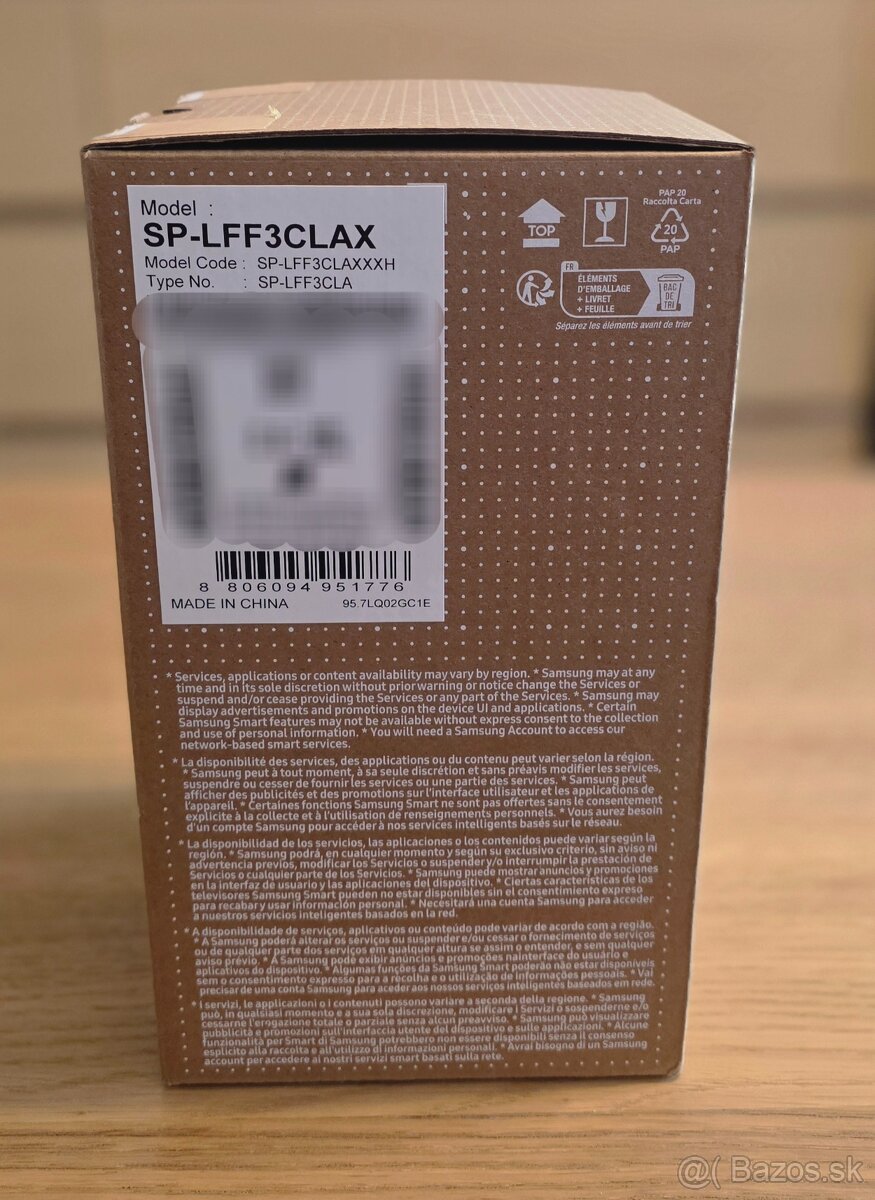 Model :
SP-LFF3CLAX
Model Code : SP-LFF3CLAXXXH
Type No. : SP-LFF3CLA
8 806094 951776
MADE IN CHINA 95.7LQ02GC1E
TOP
PAP 20
Raccolta Carta
20
PAP
FR
ÉLÉMENTS
D'EMBALLAGE
+ LIVRET
+ FEUILLE
BAC
DE
TRI
Séparez les éléments avant de trier
* Services, applications or content availability may vary by region. * Samsung may at any
time and in its sole discretion without prior warning or notice change the Services or
suspend and/or cease providing the Services or any part of the Services. * Samsung may
display advertisements and promotions on the device UI and applications. * Certain
Samsung Smart features may not be available without express consent to the collection
and use of personal information. * You will need a Samsung Account to access our
network-based smart services.
* La disponibilité des services, des applications ou du contenu peut varier selon la région.
* Samsung peut à tout moment, à sa seule discrétion et sans préavis modifier les services,
suspendre ou cesser de fournir les services ou une partie des services. * Samsung peut
afficher des publicités et des promotions sur l'interface utilisateur et les applications de
l'appareil. * Certaines fonctions Samsung Smart ne sont pas offertes sans le consentement
explicite à la collecte et à l'utilisation de renseignements personnels. * Vous aurez besoin
d'un compte Samsung pour accéder à nos services intelligents basés sur le réseau.
* La disponibilidad de los servicios, las aplicaciones o los contenidos puede variar según la
región. * Samsung podrá, en cualquier momento y según su exclusivo criterio, sin aviso ni
advertencia previos, modificar los Servicios o suspender y/o interrumpir la prestación de
Servicios o cualquier parte de los Servicios. * Samsung puede mostrar anuncios y promociones
en la interfaz de usuario y las aplicaciones del dispositivo. * Ciertas características de los
televisores Samsung Smart pueden no estar disponibles sin el consentimiento expreso
para recabar y usar información personal. * Necesitará una cuenta Samsung para acceder
a nuestros servicios inteligentes basados en la red.
* A disponibilidade de serviços, aplicativos ou conteúdo pode variar de acordo com a região.
* A Samsung poderá alterar os serviços ou suspender e/ou cessar o fornecimento de serviços
ou de qualquer parte dos serviços em qualquer altura se assim o entender, e sem qualquer
aviso prévio. * A Samsung pode exibir anúncios e promoções nainterface do usuário e
aplicativos do dispositivo. * Algumas funções da Samsung Smart poderão não estar disponíveis
sem o consentimento expresso para a recolha e o utilização de informações pessoais. * Vai
precisar de uma conta Samsung para aceder aos nossos serviços inteligentes baseados em rede.
* I servizi, le applicazioni o i contenuti possono variare a seconda della regione. * Samsung
può, in qualsiasi momento e a sua sola discrezione, modificare i Servizi o sospenderne e/o
cessarne l'erogazione totale o parziale senza alcun preavviso. * Samsung può visualizzare
pubblicità e promozioni sull'interfaccia utente del dispositivo e sulle applicazioni. * Alcune
funzionalità per Smart di Samsung potrebbero non essere disponibili senza il consenso
esplicito alla raccolta e all'utilizzo di informazioni personali. * Avrai bisogno di un Samsung
account per accedere ai nostri servizi smart basati sulla rete.
@( Bazos.sk